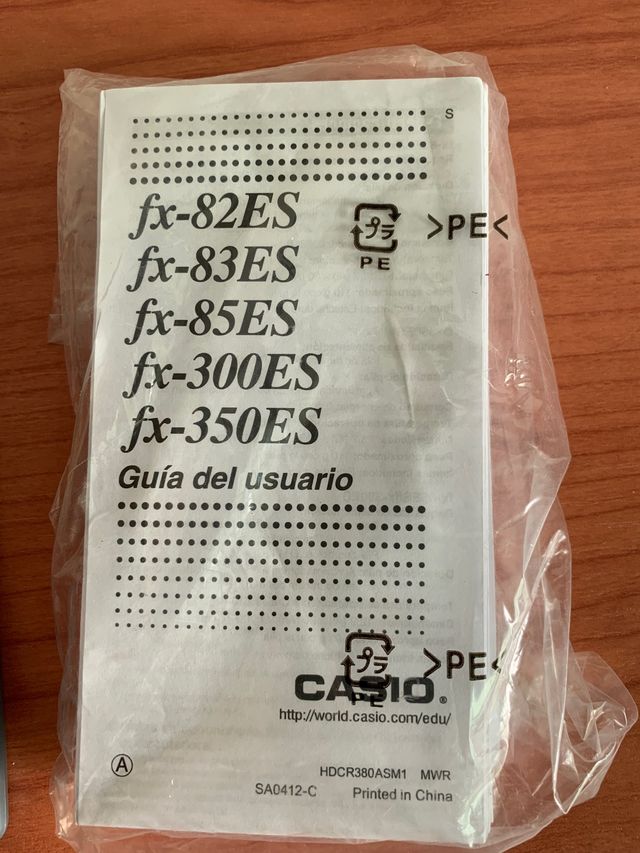 S
fx-82ES
プラ >PE<
PE
fx-83ES
fx-85ES
fx-300ES
fx-350ES
Guía del usuario
プラ >PE<
PE
CASIO®
http://world.casio.com/edu/
A
HDCR380ASM1 MWR
SA0412-C Printed in China